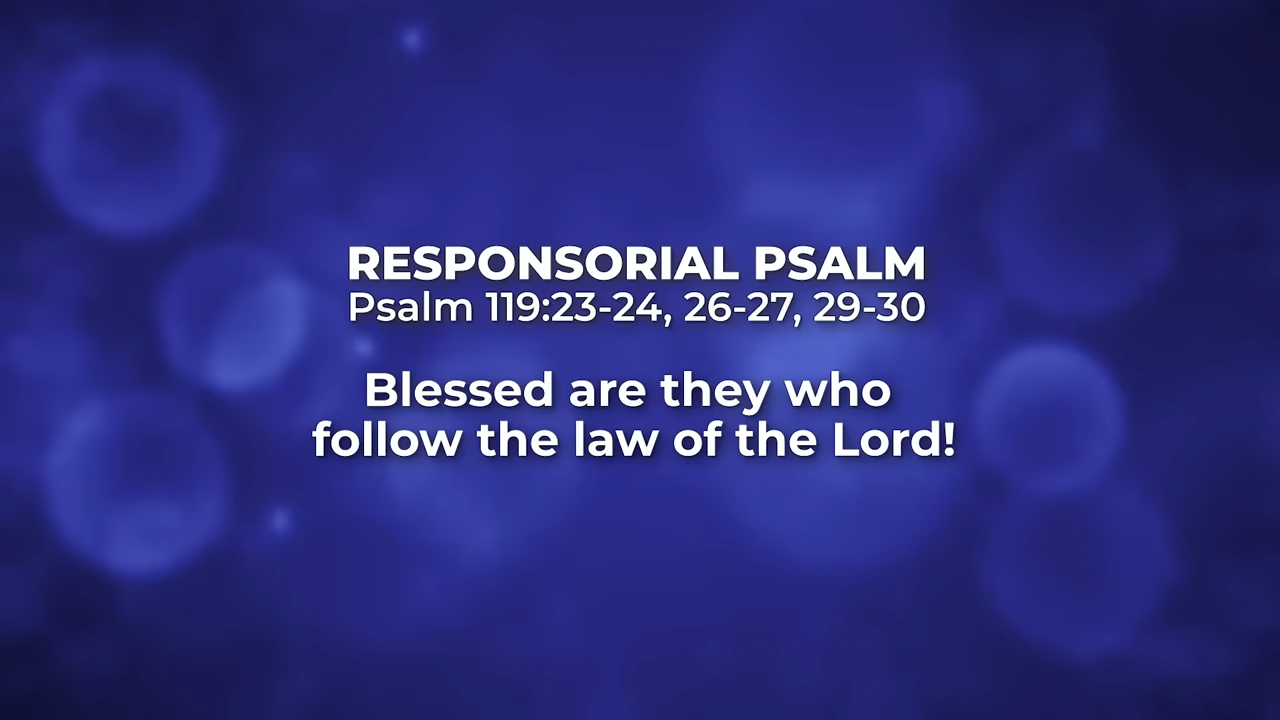 RESPONSORIAL PSALM
Psalm 119:23-24, 26-27, 29-30
Blessed are they who
follow the law of the Lord!